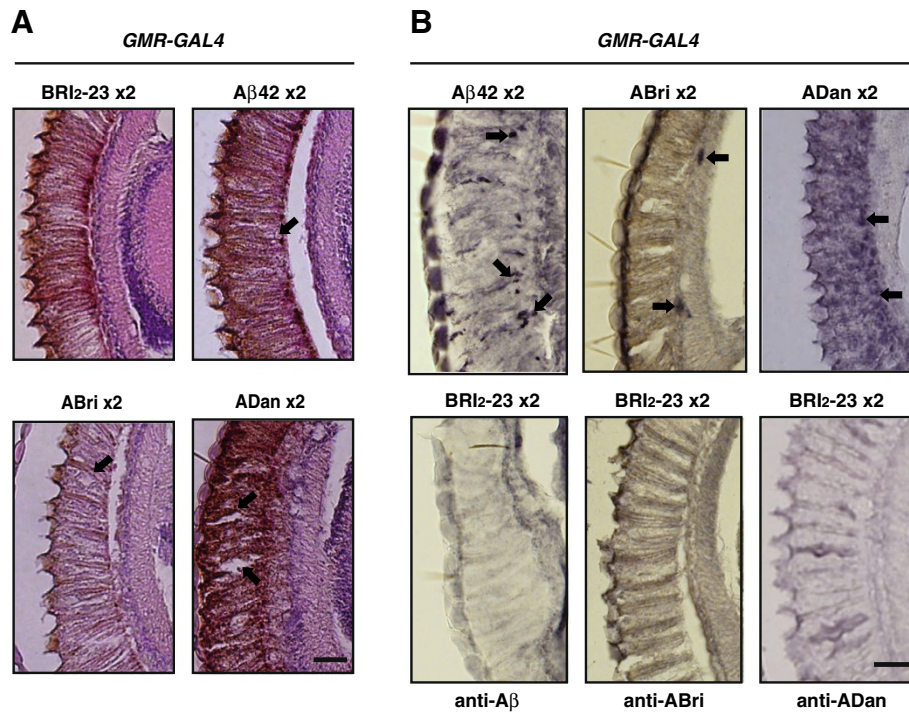 A
GMR-GAL4
BRI2-23 x2 Aβ42 x2
ABri x2 ADan x2
B
GMR-GAL4
Aβ42 x2 ABri x2 ADan x2
BRI2-23 x2 BRI2-23 x2 BRI2-23 x2
anti-Aβ anti-ABri anti-ADan